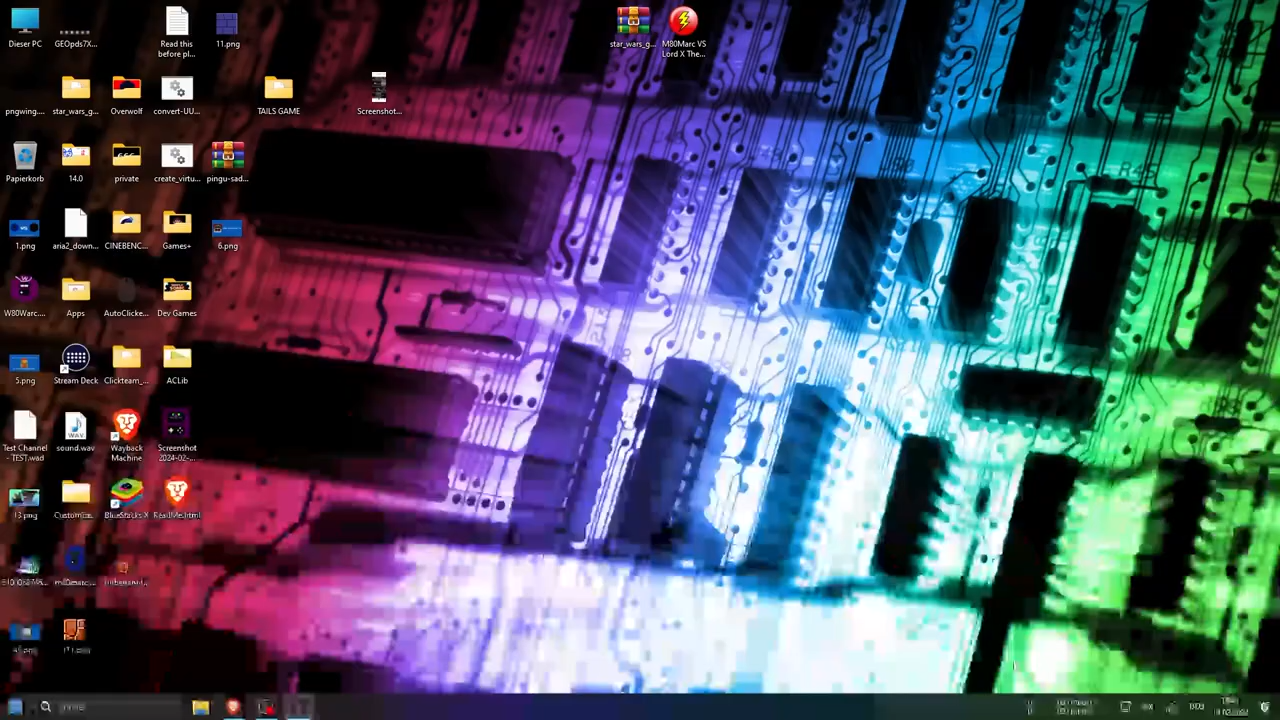 Dieser PC
GEOpds7X...
Read this
before pl...
11.png
star_wars_g...
M80Marc VS
Lord X The...
pngwing....
star_wars_g...
Overwolf
convert-UU...
TAILS GAME
Screenshot...
Papierkorb
14.0
private
create_virtu...
pingu-sad...
1.png
aria2_down...
CINEBENC...
Games+
6.png
W80Warc....
Apps
AutoClicke...
Dev Games
5.png
Stream Deck
Clickteam_...
ACLib
Test Channel
- TEST.wad
sound.wav
Wayback
Machine
Screenshot
2024-02-...
13.png
BlueStacks X
ReadMe.html